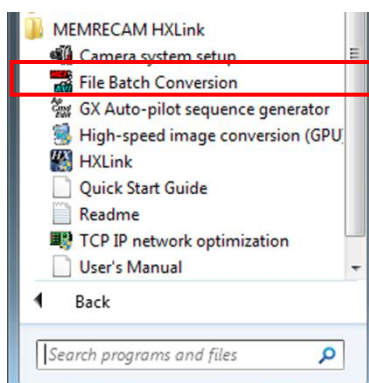 MEMRECAM HXLink
Camera system setup
File Batch Conversion
GX Auto-pilot sequence generator
High-speed image conversion (GPU
HXLink
Quick Start Guide
Readme
TCP IP network optimization
User's Manual
Back
Search programs and files